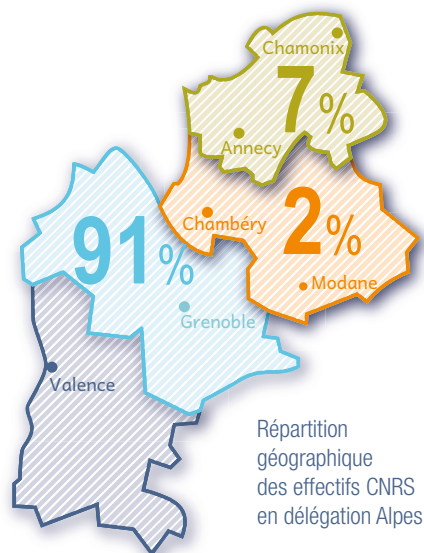 Chamonix
7%
Annecy
Chambéry
2%
91%
Modane
Grenoble
Valence
Répartition
géographique
des effectifs CNRS
en délégation Alpes